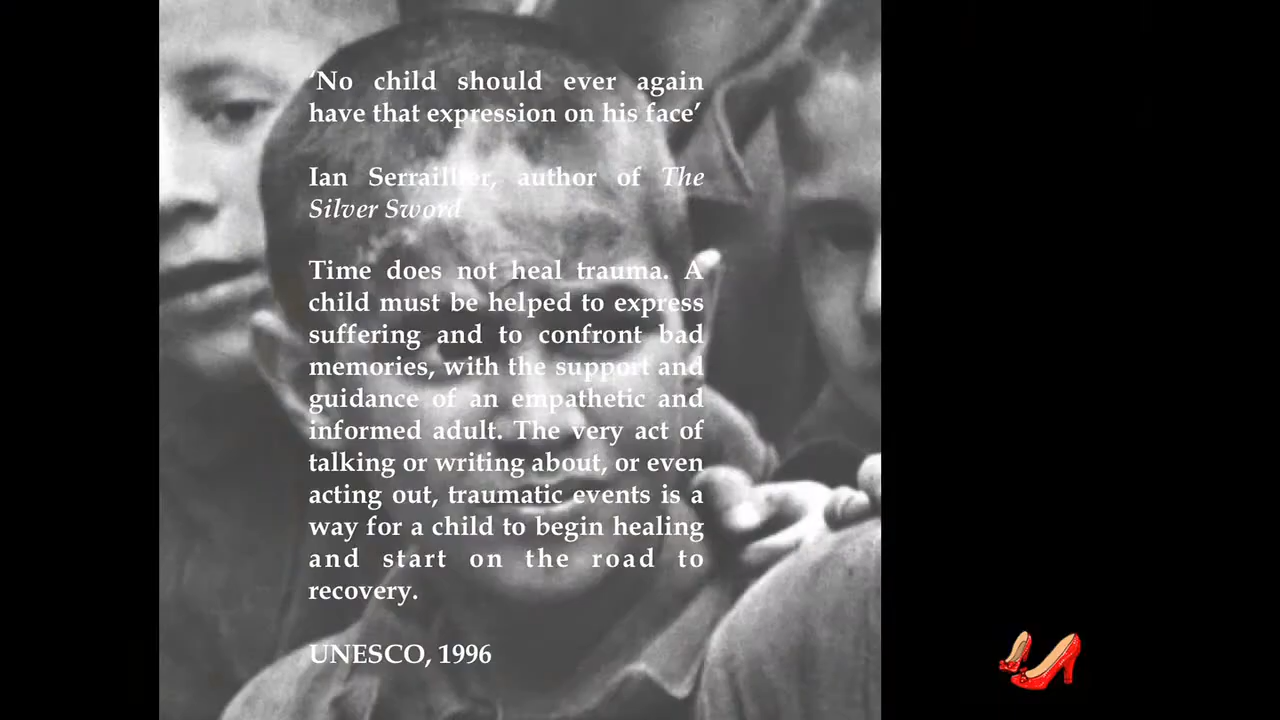 ‘No child should ever again
have that expression on his face’
Ian Serraillier, author of The
Silver Sword
Time does not heal trauma. A
child must be helped to express
suffering and to confront bad
memories, with the support and
guidance of an empathetic and
informed adult. The very act of
talking or writing about, or even
acting out, traumatic events is a
way for a child to begin healing
and start on the road to
recovery.
UNESCO, 1996